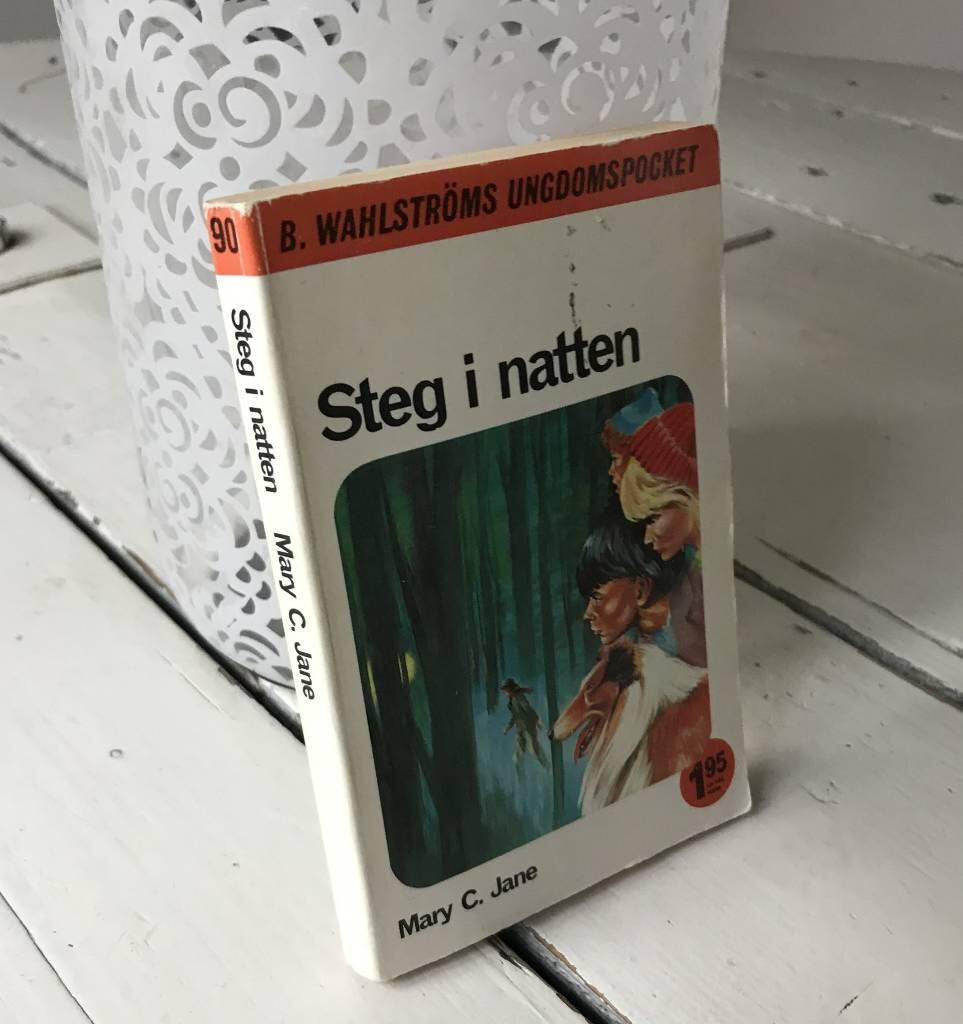 90
B. WAHLSTRÖMS UNGDOMSPOCKET
Steg i natten Mary C. Jane
Steg i natten
1.95
Mary C. Jane